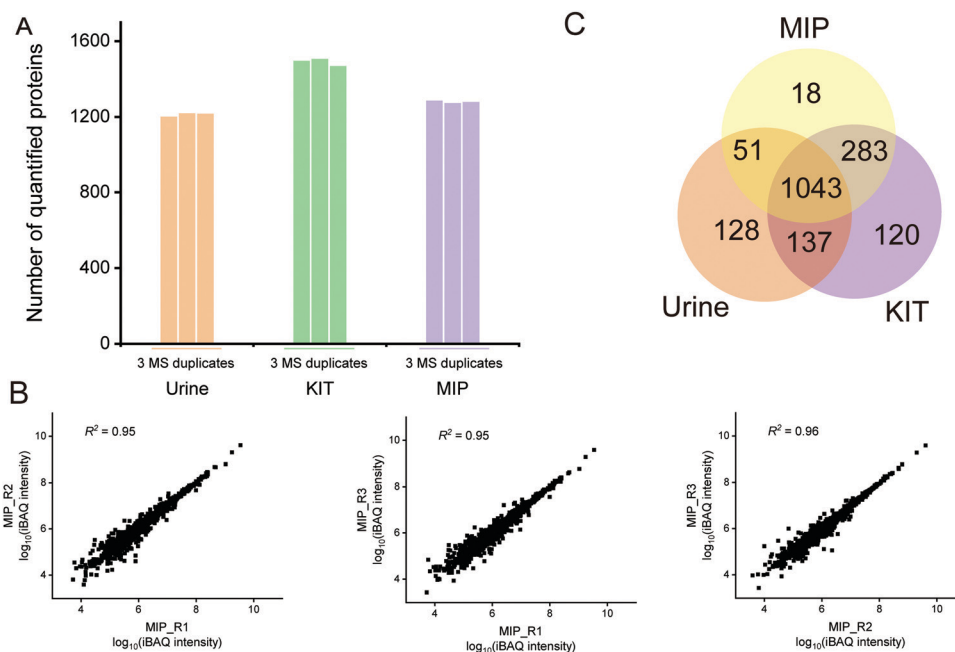 A
Number of quantified proteins
1600
1200
800
400
0
3 MS duplicates
3 MS duplicates
3 MS duplicates
Urine
KIT
MIP
C
MIP
18
51
283
1043
128
137
120
Urine
KIT
B
R² = 0.95
MIP_R2
log₁₀(iBAQ intensity)
10
8
6
4
4
6
8
10
MIP_R1
log₁₀(iBAQ intensity)
R² = 0.95
MIP_R3
log₁₀(iBAQ intensity)
10
8
6
4
4
6
8
10
MIP_R1
log₁₀(iBAQ intensity)
R² = 0.96
MIP_R3
log₁₀(iBAQ intensity)
10
8
6
4
4
6
8
10
MIP_R2
log₁₀(iBAQ intensity)